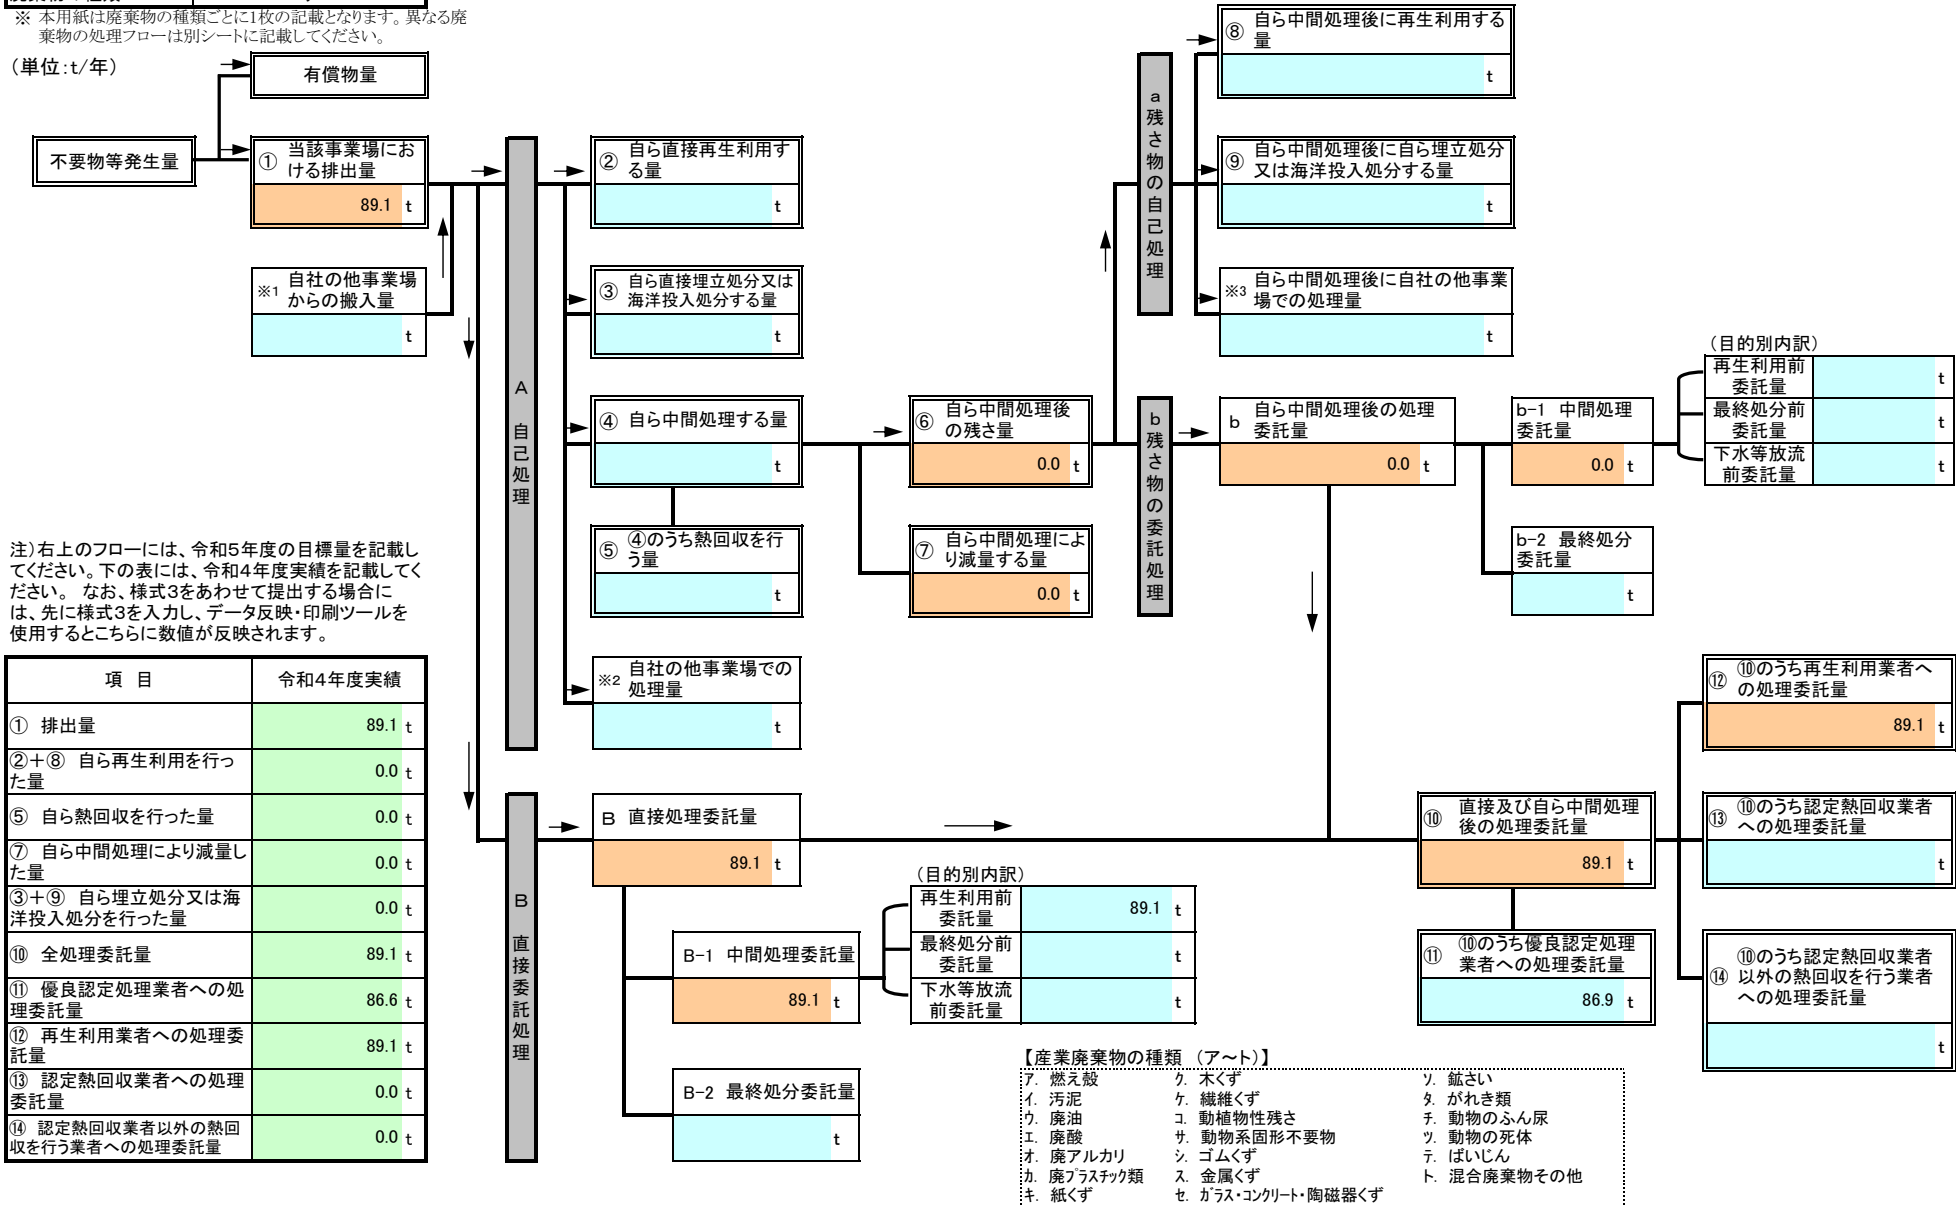 ※ 本用紙は廃棄物の種類ごとに1枚の記載となります。異なる廃
棄物の処理フローは別シートに記載してください。
（単位：t/年）
有償物量
不要物等発生量
① 当該事業場にお
ける排出量
89.1 t
※1 自社の他事業場
からの搬入量
t
A 自己処理
② 自ら直接再生利用す
る量
t
③ 自ら直接埋立処分又は
海洋投入処分する量
t
④ 自ら中間処理する量
t
⑤ ④のうち熱回収を行
う量
t
※2 自社の他事業場での
処理量
t
⑥ 自ら中間処理後
の残さ量
0.0 t
⑦ 自ら中間処理によ
り減量する量
0.0 t
a 残さ物の自己処理
⑧ 自ら中間処理後に再生利用する
量
t
⑨ 自ら中間処理後に自ら埋立処分
又は海洋投入処分する量
t
※3 自ら中間処理後に自社の他事業
場での処理量
t
b 残さ物の委託処理
b 自ら中間処理後の処理
委託量
0.0 t
b-1 中間処理
委託量
0.0 t
b-2 最終処分
委託量
t
（目的別内訳）
再生利用前
委託量
t
最終処分前
委託量
t
下水等放流
前委託量
t
注）右上のフローには、令和５年度の目標量を記載し
てください。下の表には、令和４年度実績を記載してく
ださい。 なお、様式3をあわせて提出する場合に
は、先に様式3を入力し、データ反映・印刷ツールを
使用するとこちらに数値が反映されます。
項 目 令和４年度実績
① 排出量 89.1 t
②＋⑧ 自ら再生利用を行っ
た量 0.0 t
⑤ 自ら熱回収を行った量 0.0 t
⑦ 自ら中間処理により減量し
た量 0.0 t
③＋⑨ 自ら埋立処分又は海
洋投入処分を行った量 0.0 t
⑩ 全処理委託量 89.1 t
⑪ 優良認定処理業者への処
理委託量 86.6 t
⑫ 再生利用業者への処理委
託量 89.1 t
⑬ 認定熱回収業者への処理
委託量 0.0 t
⑭ 認定熱回収業者以外の熱回
収を行う業者への処理委託量 0.0 t
B 直接委託処理
B 直接処理委託量
89.1 t
B-1 中間処理委託量
89.1 t
B-2 最終処分委託量
t
（目的別内訳）
再生利用前
委託量
89.1 t
最終処分前
委託量
t
下水等放流
前委託量
t
⑩ 直接及び自ら中間処理
後の処理委託量
89.1 t
⑪ ⑩のうち優良認定処理
業者への処理委託量
86.9 t
⑫ ⑩のうち再生利用業者へ
の処理委託量
89.1 t
⑬ ⑩のうち認定熱回収業者
への処理委託量
t
⑭ ⑩のうち認定熱回収業者
以外の熱回収を行う業者
への処理委託量
t
【産業廃棄物の種類 （ア～ト）】
ア. 燃え殻 ク. 木くず ソ. 鉱さい
イ. 汚泥 ケ. 繊維くず タ. がれき類
ウ. 廃油 コ. 動植物性残さ チ. 動物のふん尿
エ. 廃酸 サ. 動物系固形不要物 ツ. 動物の死体
オ. 廃アルカリ シ. ゴムくず テ. ばいじん
カ. 廃プラスチック類 ス. 金属くず ト. 混合廃棄物その他
キ. 紙くず セ. ガラス・コンクリート・陶磁器くず